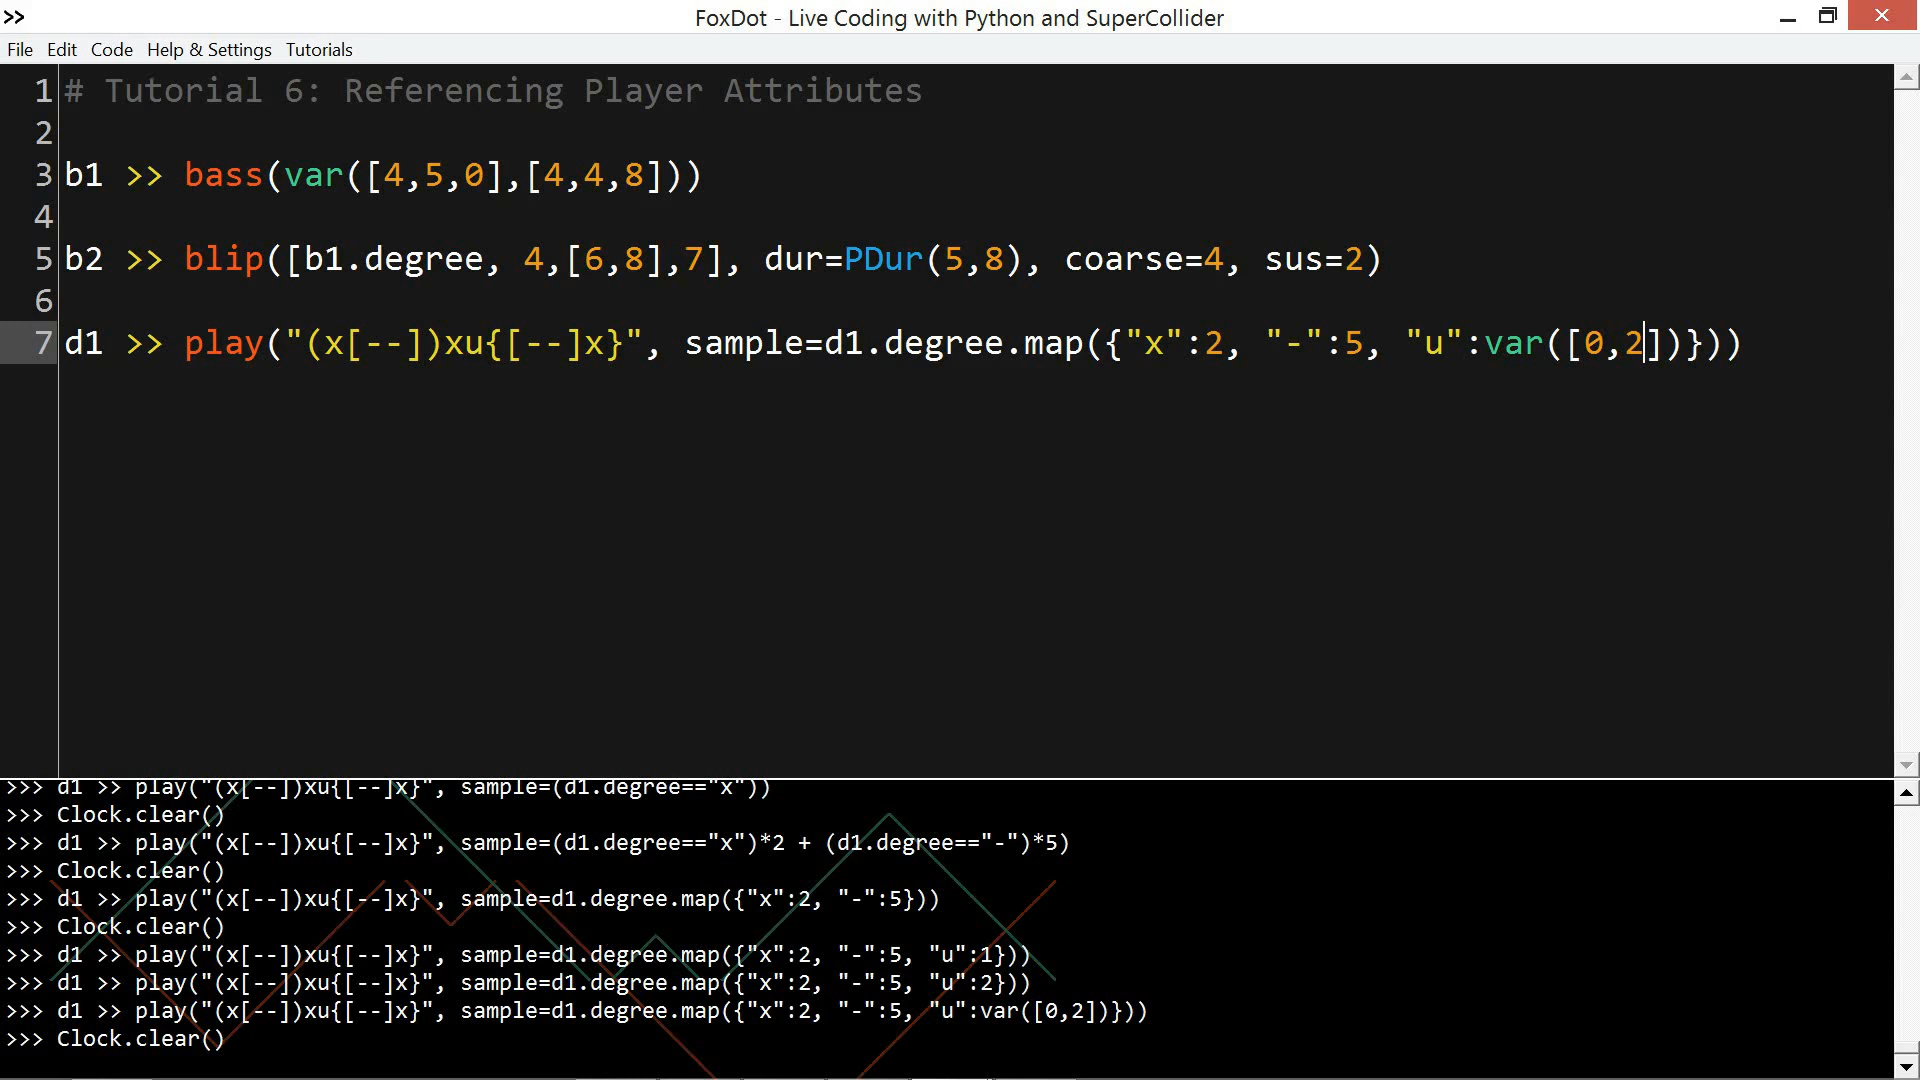 >>
FoxDot - Live Coding with Python and SuperCollider
File Edit Code Help & Settings Tutorials
1 # Tutorial 6: Referencing Player Attributes
2
3 b1 >> bass(var([4,5,0],[4,4,8]))
4
5 b2 >> blip([b1.degree, 4,[6,8],7], dur=PDur(5,8), coarse=4, sus=2)
6
7 d1 >> play("(x[--])xu{[--]x}", sample=d1.degree.map({"x":2, "-":5, "u":var([0,2])}))
>>> d1 >> play("(x[--])xu{[--]x}", sample=(d1.degree=="x"))
>>> Clock.clear()
>>> d1 >> play("(x[--])xu{[--]x}", sample=(d1.degree=="x")*2 + (d1.degree=="-")*5)
>>> Clock.clear()
>>> d1 >> play("(x[--])xu{[--]x}", sample=d1.degree.map({"x":2, "-":5}))
>>> Clock.clear()
>>> d1 >> play("(x[--])xu{[--]x}", sample=d1.degree.map({"x":2, "-":5, "u":1}))
>>> d1 >> play("(x[--])xu{[--]x}", sample=d1.degree.map({"x":2, "-":5, "u":2}))
>>> d1 >> play("(x[--])xu{[--]x}", sample=d1.degree.map({"x":2, "-":5, "u":var([0,2])}))
>>> Clock.clear()